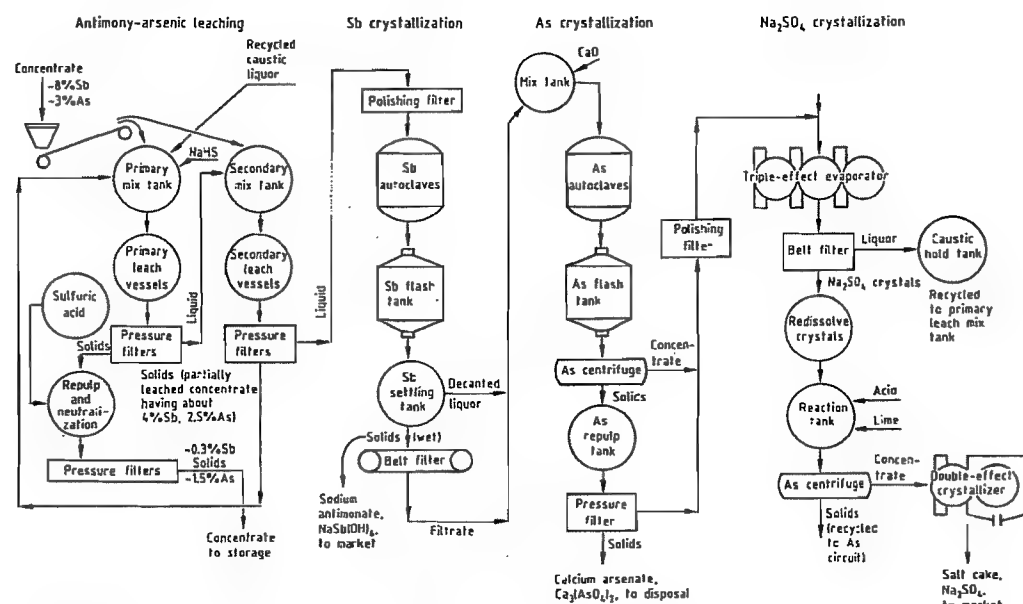 Antimony-arsenic leaching
Concentrate
~8%Sb
~3%As
Recycled
caustic
liquor
NaHS
Primary
mix tank
Secondary
mix tank
Primary
leach
vessels
Secondary
leach
vessels
Liquid
Liquid
Sulfuric
acid
Solids
Pressure
filters
Pressure
filters
Solids (partially
leached concentrate
having about
4%Sb, 2.5%As)
Repulp
and
neutrali-
zation
Pressure filters
~0.3%Sb
Solids
~1.5%As
Concentrate
to storage
Sb crystallization
Polishing filter
Sb
autoclaves
Sb flash
tank
Sb
settling
tank
Decanted
liquor
Solids (wet)
Belt filter
Sodium
antimonate,
NaSb(OH)6,
to market
Filtrate
As crystallization
CaO
Mix tank
As
autoclaves
As flash
tank
As centrifuge
Concen-
trate
Solids
As
repulp
tank
Pressure
filter
Solids
Calcium arsenate,
Ca3(AsO4)2, to disposal
Polishing
filter
Na2SO4 crystallization
Triple-effect evaporator
Belt filter
Liquor
Caustic
hold tank
Recycled
to primary
leach mix
tank
Na2SO4 crystals
Redissolve
crystals
Reaction
tank
Acid
Lime
As centrifuge
Concen-
trate
Double-effect
crystallizer
Solids
(recycled
to As
circuit)
Salt cake,
Na2SO4,
to market